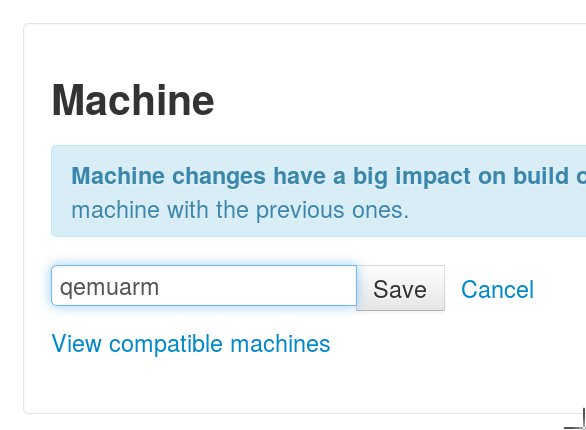 Machine
Machine changes have a big impact on build
machine with the previous ones.
qemuarm Save Cancel
View compatible machines